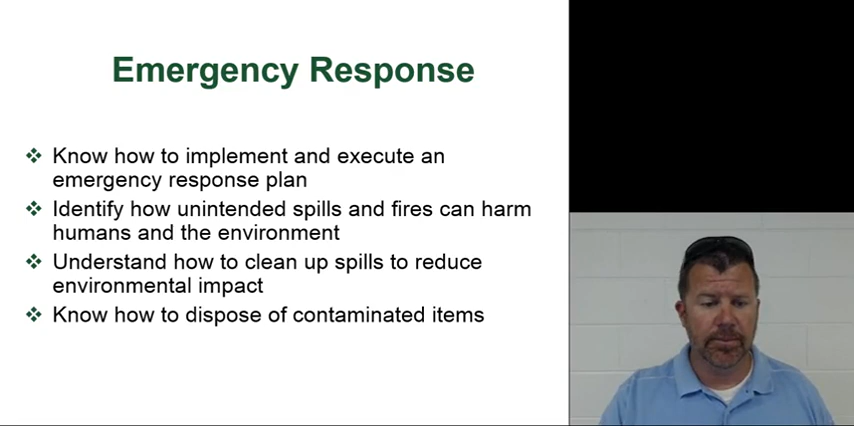 Emergency Response
❖ Know how to implement and execute an
emergency response plan
❖ Identify how unintended spills and fires can harm
humans and the environment
❖ Understand how to clean up spills to reduce
environmental impact
❖ Know how to dispose of contaminated items